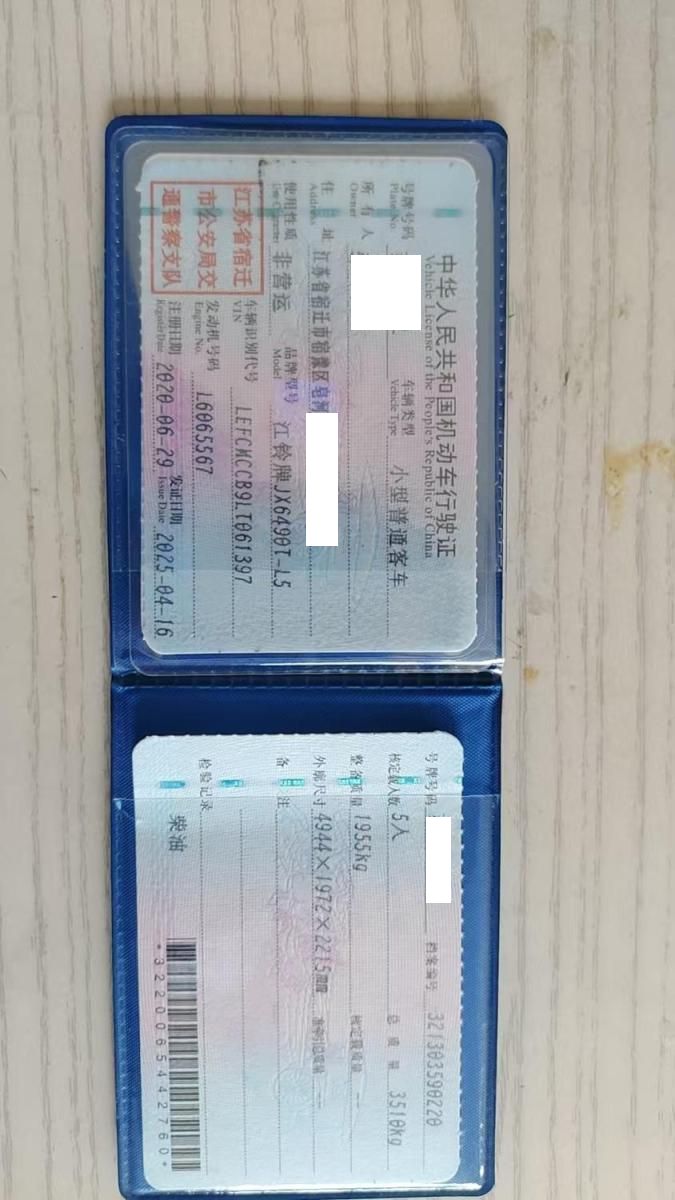 中华人民共和国机动车行驶证
Vehicle License of the People's Republic of China
号牌号码 车辆类型 小型普通客车
Plate No. Vehicle Type
所有人
Owner
住址 江苏省宿迁市宿豫区皂河
Address
使用性质 非营运 品牌型号 江铃牌JX6490T-L5
Use Character Model
江苏省宿迁
市公安局交
通警察支队
车辆识别代号 LEFCMCCB9LT061397
VIN
发动机号码 L6065567
Engine No.
注册日期 2020-06-29 发证日期 2025-04-16
Register Date Issue Date
号牌号码 档案编号 321303590220
核定载人数 5人 总质量 3510kg
整备质量 1955kg 核定载质量 --
外廓尺寸 4944×1972×2215mm 准牵引总质量 --
备注
检验记录
柴油
*3220065442760*